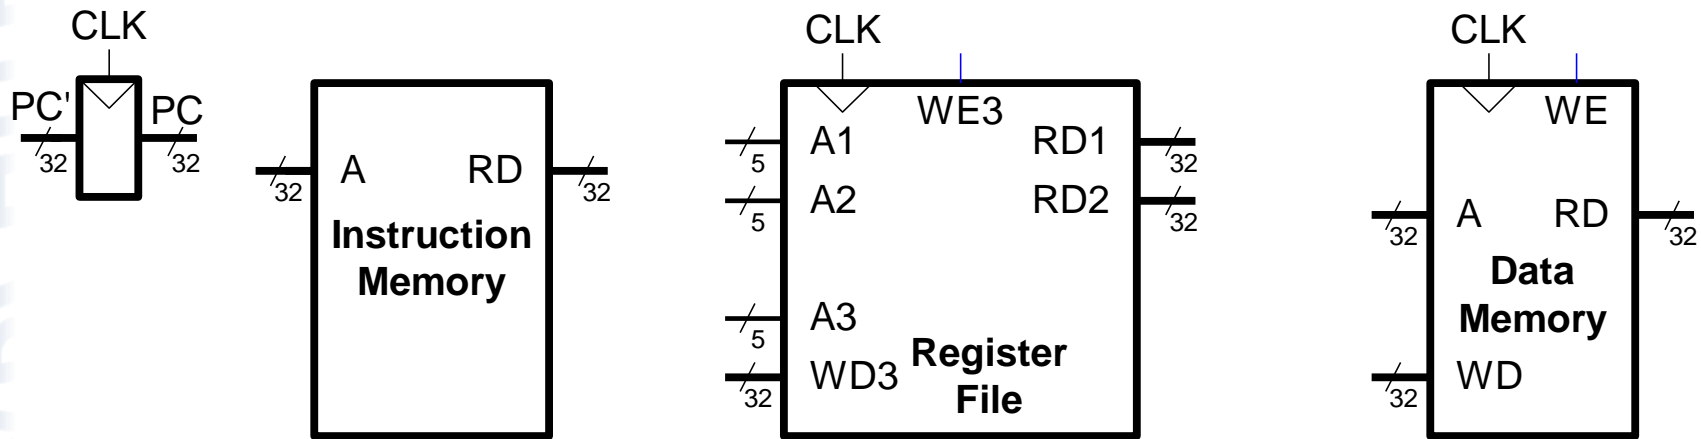 CLK
PC' PC
32 32
A RD
32 32
Instruction
Memory
CLK
WE3
A1 RD1
5 32
A2 RD2
5 32
A3
5
WD3
32
Register
File
CLK
WE
A RD
32 32
Data
Memory
WD
32